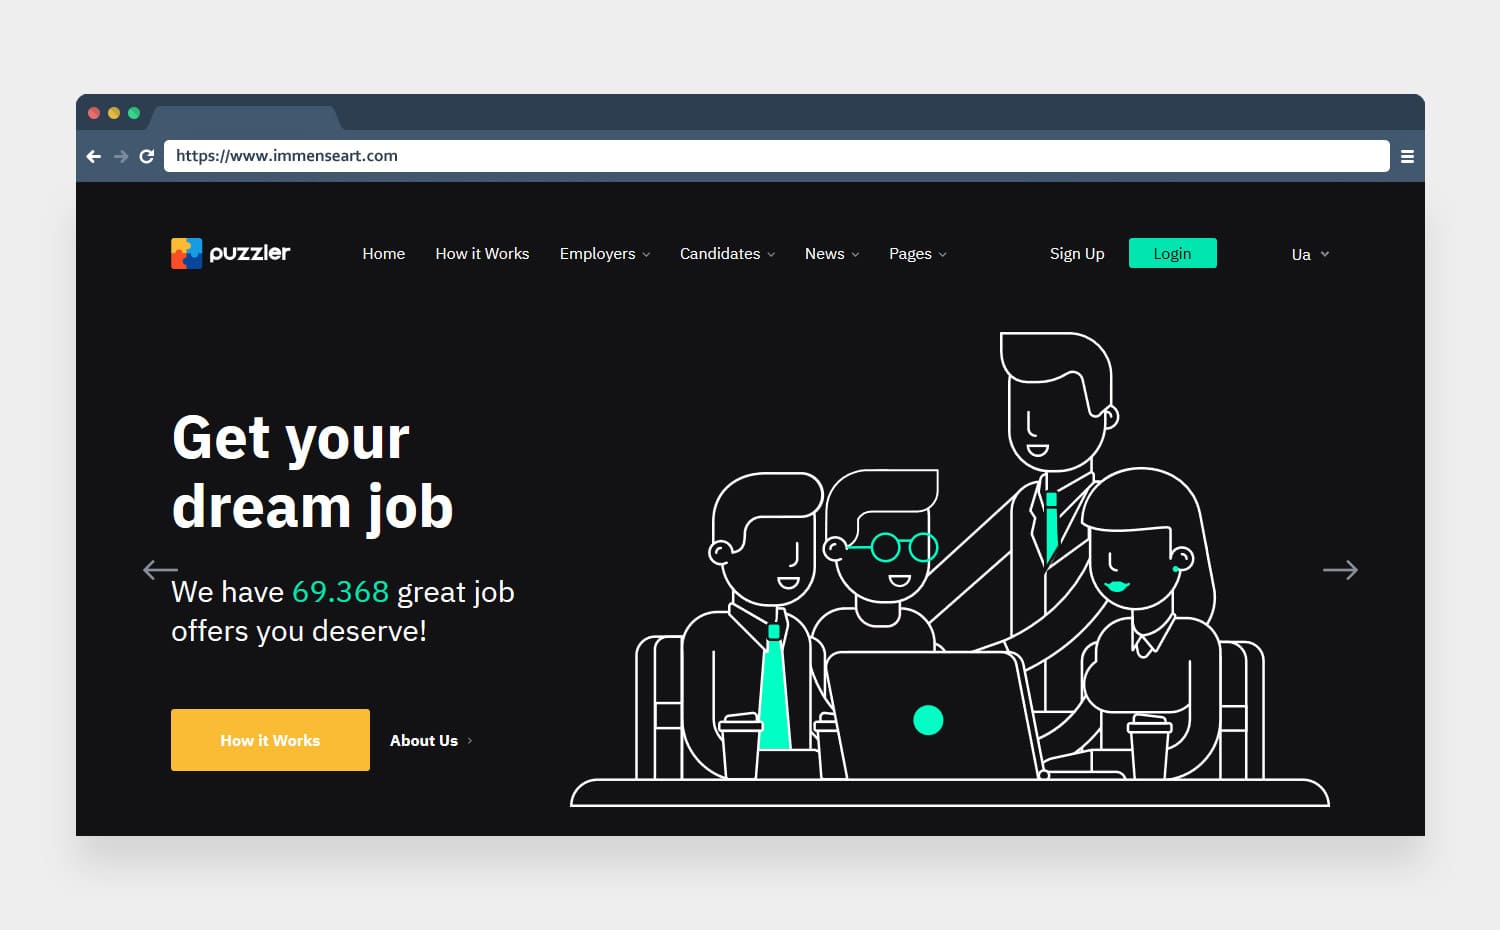 https://www.immenseart.com
puzzler Home How it Works Employers Candidates News Pages Sign Up Login Ua
Get your
dream job
We have 69.368 great job
offers you deserve!
How it Works About Us